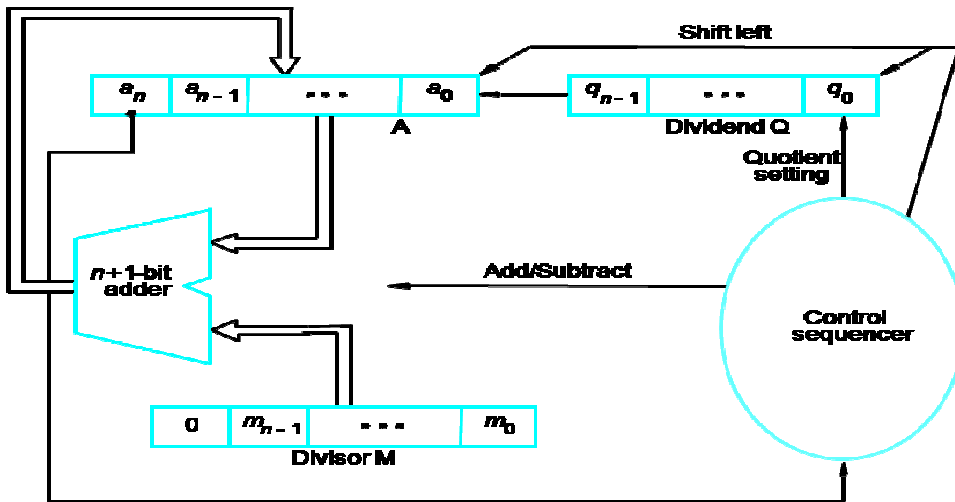 Shift left
aₙ aₙ₋₁ ... a₀ qₙ₋₁ ... q₀
A Dividend Q
Quotient
setting
n+1-bit
adder
Add/Subtract
Control
sequencer
0 mₙ₋₁ ... m₀
Divisor M